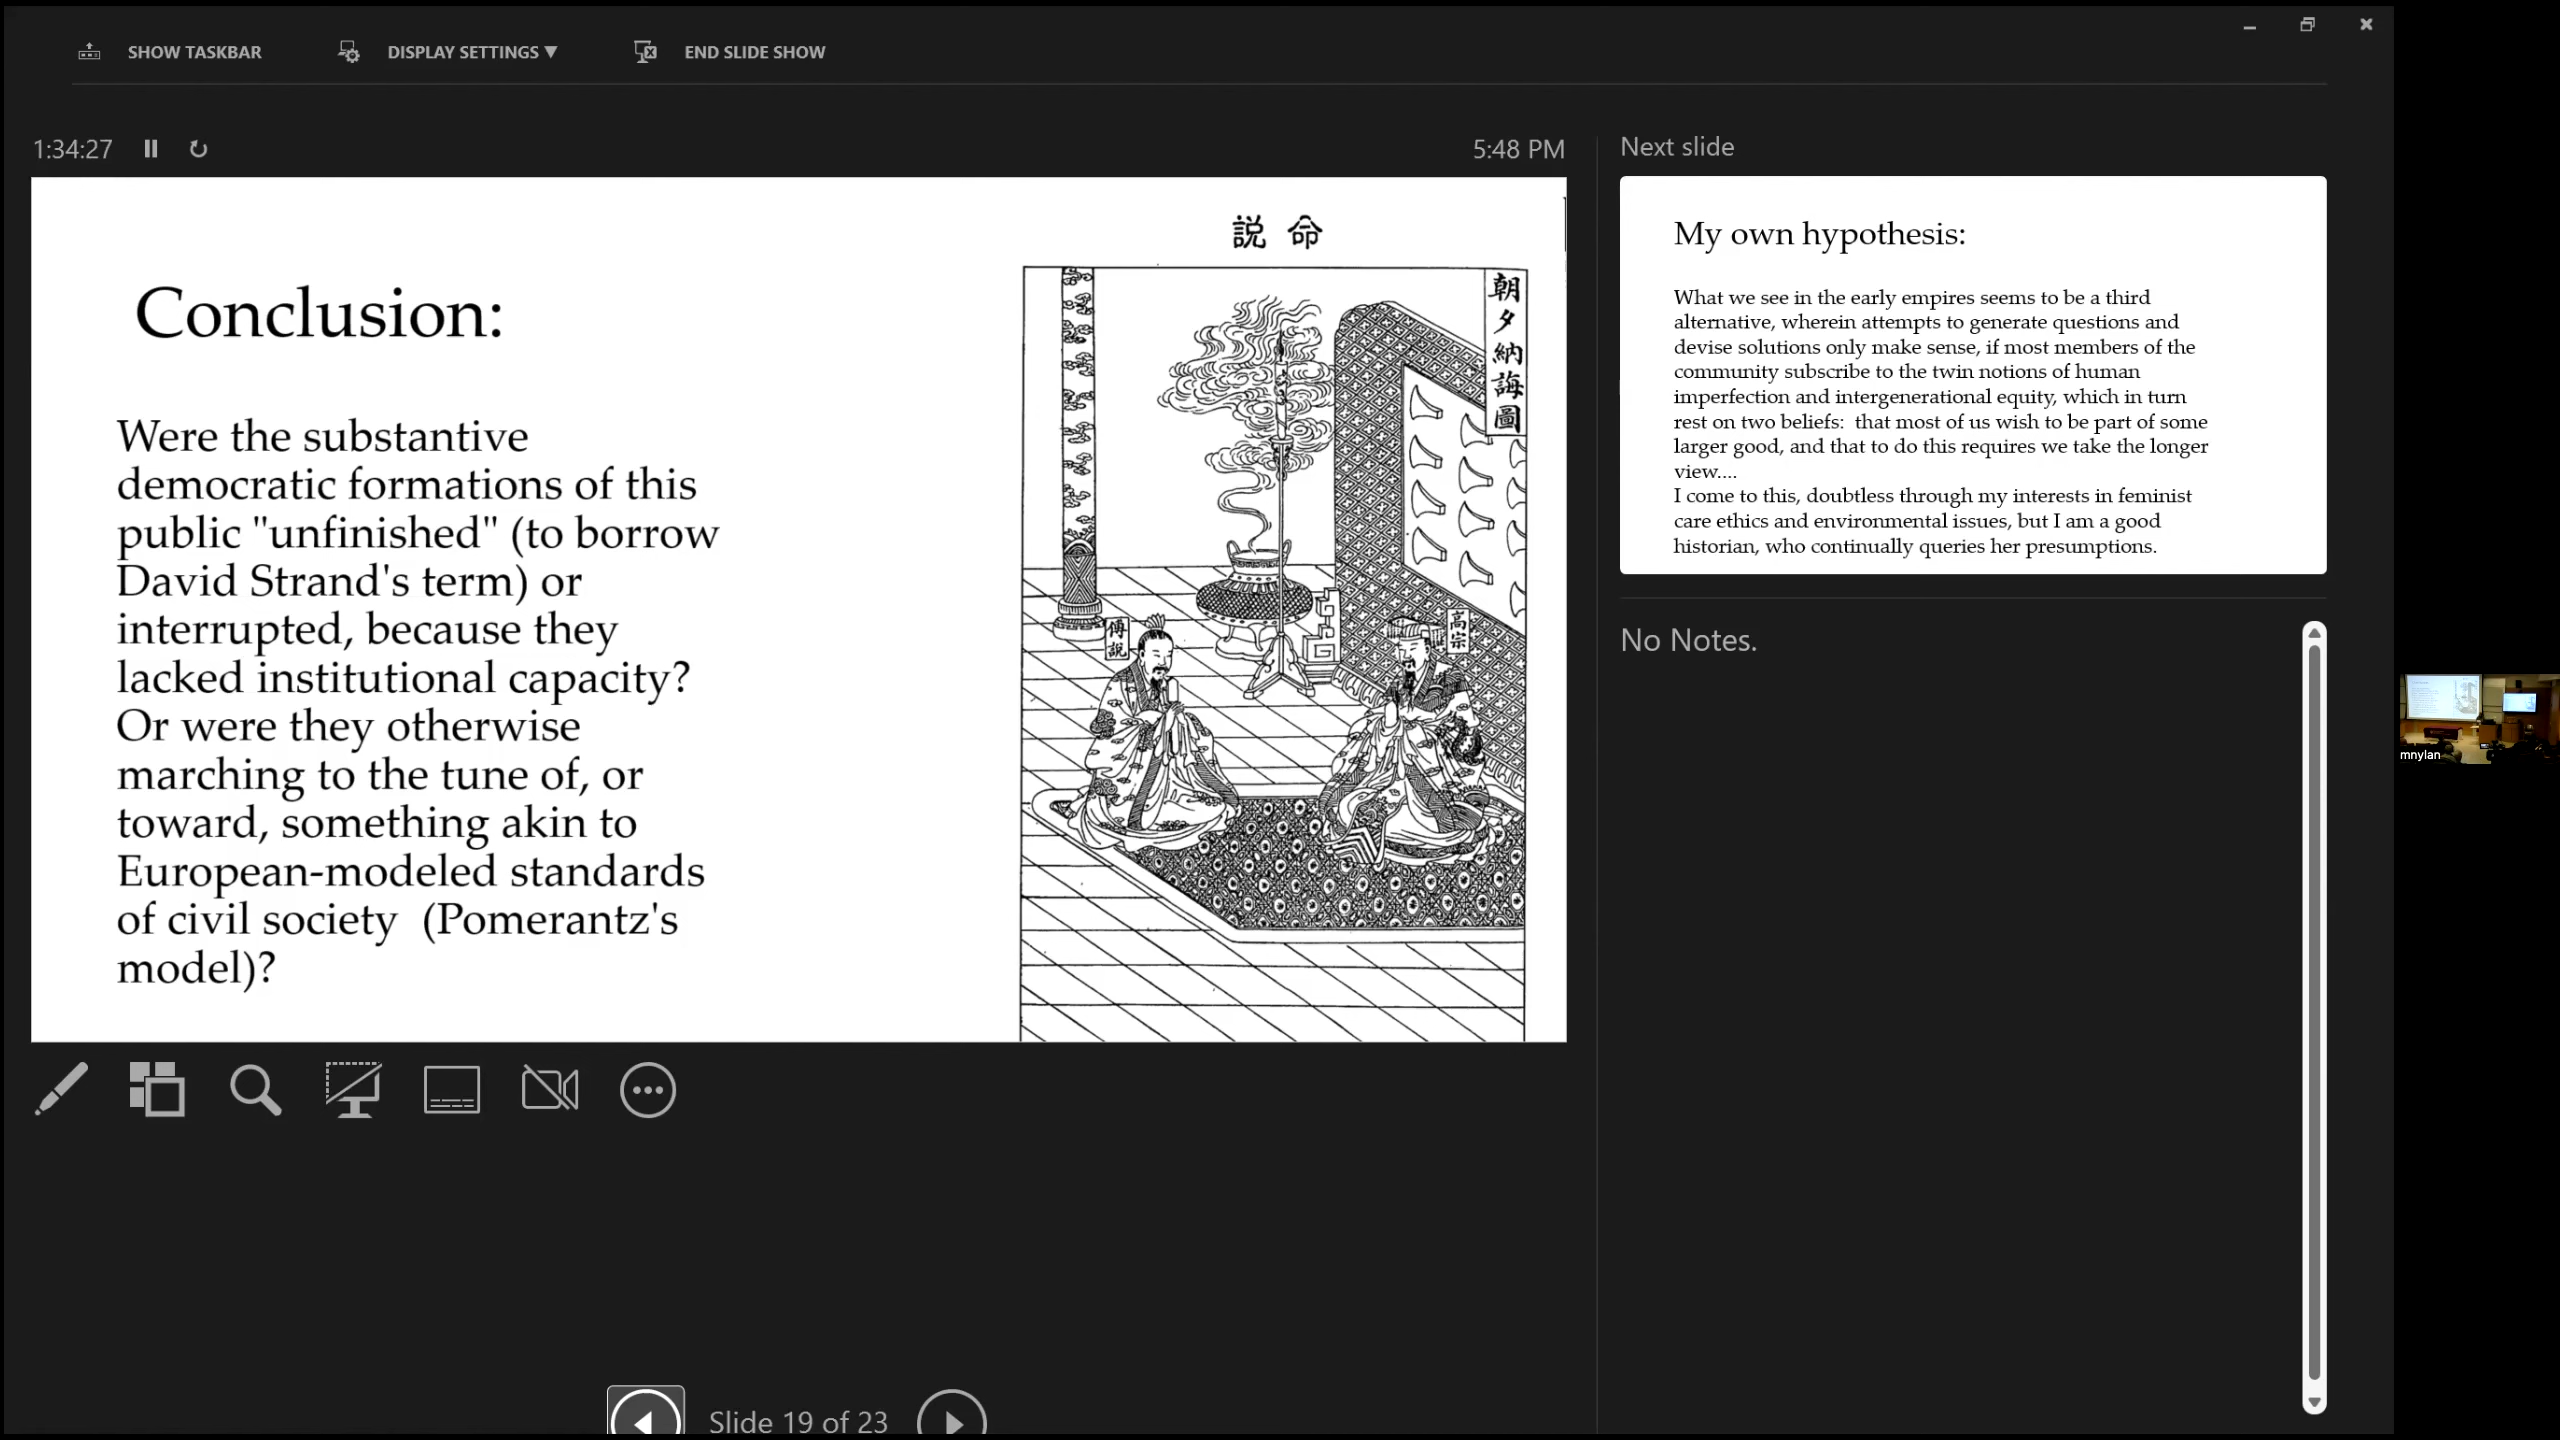 SHOW TASKBAR
DISPLAY SETTINGS ▼
END SLIDE SHOW
1:34:27
5:48 PM
Conclusion:
Were the substantive
democratic formations of this
public "unfinished" (to borrow
David Strand's term) or
interrupted, because they
lacked institutional capacity?
Or were they otherwise
marching to the tune of, or
toward, something akin to
European-modeled standards
of civil society (Pomerantz's
model)?
説命
朝夕納誨圖
傅說
高宗
Next slide
My own hypothesis:
What we see in the early empires seems to be a third
alternative, wherein attempts to generate questions and
devise solutions only make sense, if most members of the
community subscribe to the twin notions of human
imperfection and intergenerational equity, which in turn
rest on two beliefs: that most of us wish to be part of some
larger good, and that to do this requires we take the longer
view....
I come to this, doubtless through my interests in feminist
care ethics and environmental issues, but I am a good
historian, who continually queries her presumptions.
No Notes.
Slide 19 of 23
mnylan